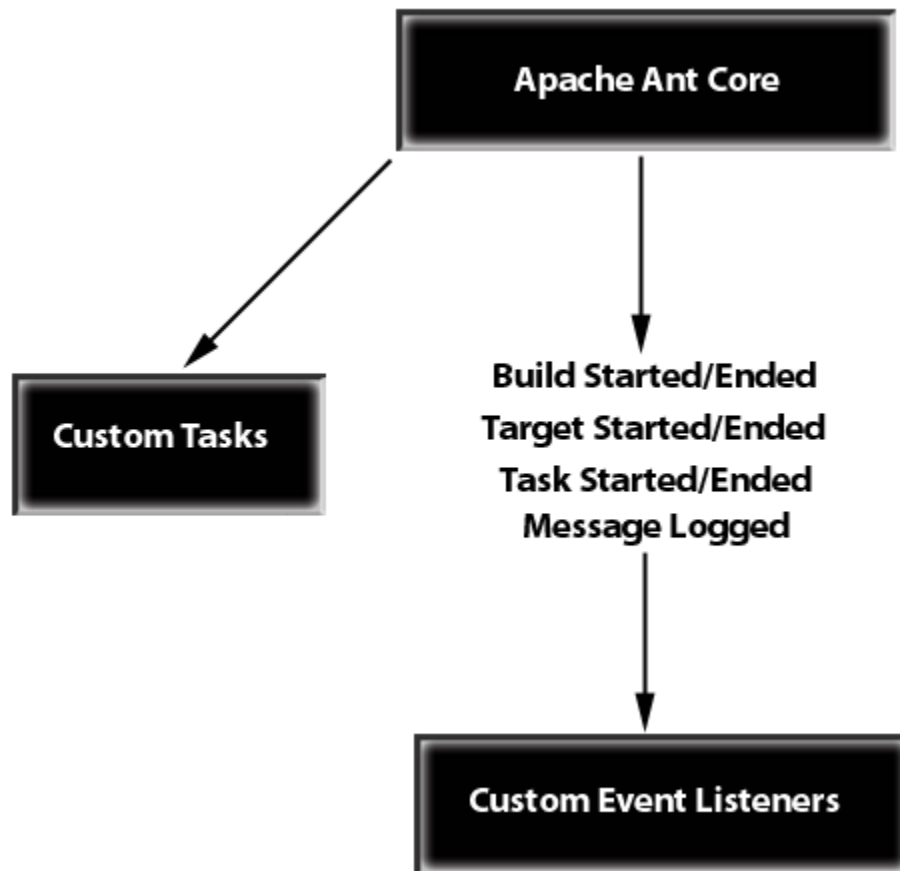 Apache Ant Core
Custom Tasks
Build Started/Ended
Target Started/Ended
Task Started/Ended
Message Logged
Custom Event Listeners